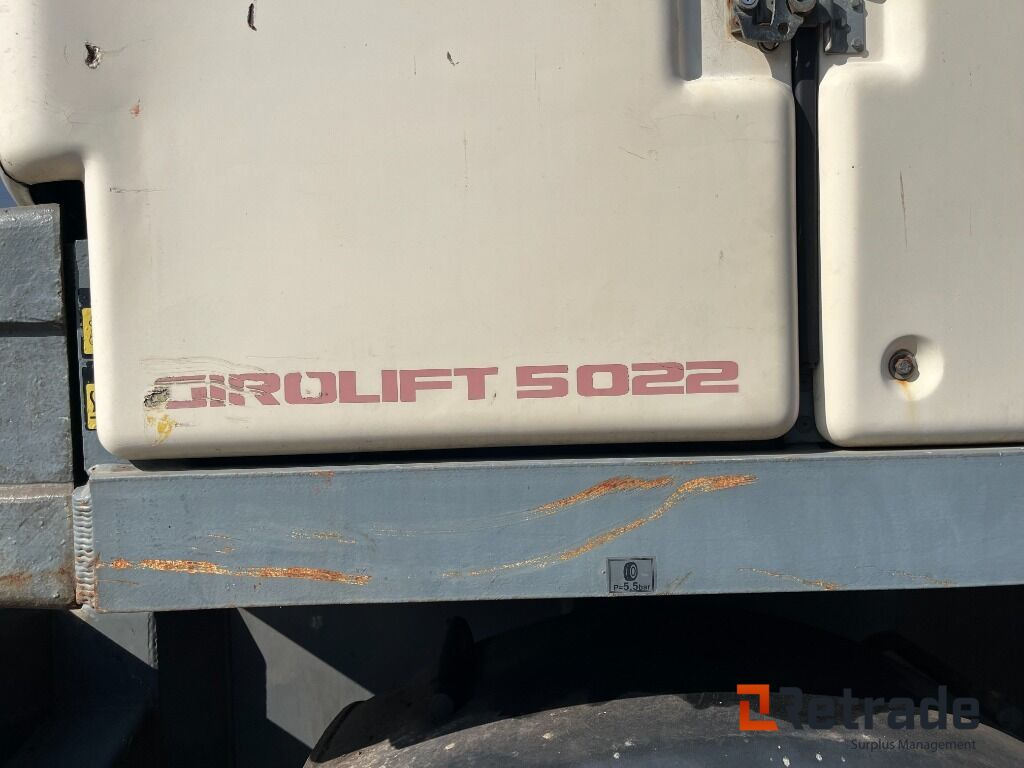 GIROLIFT 5022
P=5.5bar
Retrade
Surplus Management